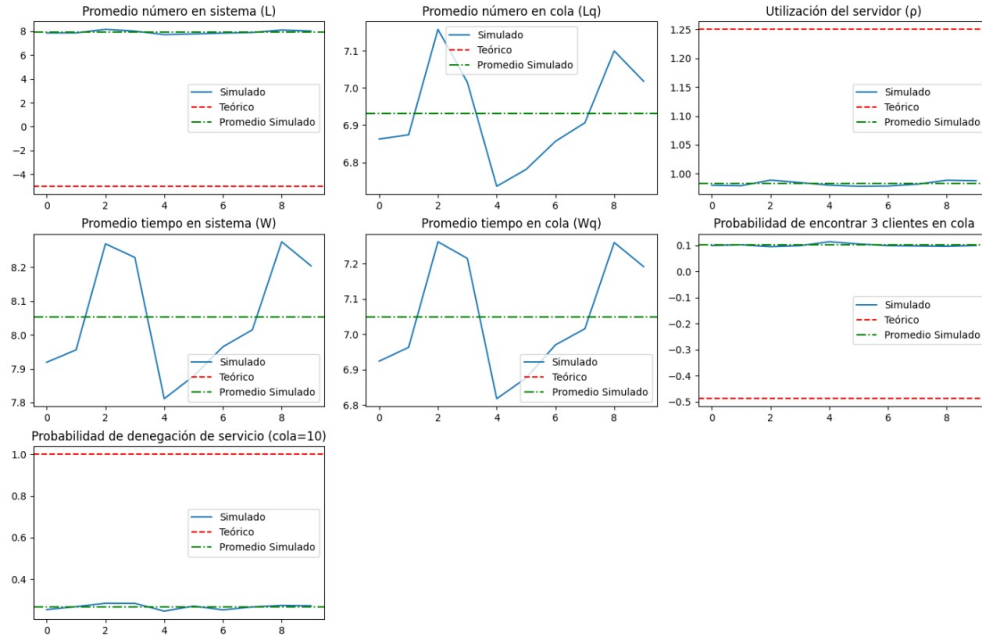 Promedio número en sistema (L)
8
6
4
2
0
−2
−4
0 2 4 6 8
Simulado
Teórico
Promedio Simulado
Promedio número en cola (Lq)
7.1
7.0
6.9
6.8
0 2 4 6 8
Simulado
Teórico
Promedio Simulado
Utilización del servidor (ρ)
1.25
1.20
1.15
1.10
1.05
1.00
0 2 4 6 8
Simulado
Teórico
Promedio Simulado
Promedio tiempo en sistema (W)
8.2
8.1
8.0
7.9
7.8
0 2 4 6 8
Simulado
Teórico
Promedio Simulado
Promedio tiempo en cola (Wq)
7.2
7.1
7.0
6.9
6.8
0 2 4 6 8
Simulado
Teórico
Promedio Simulado
Probabilidad de encontrar 3 clientes en cola
0.1
0.0
−0.1
−0.2
−0.3
−0.4
−0.5
0 2 4 6 8
Simulado
Teórico
Promedio Simulado
Probabilidad de denegación de servicio (cola=10)
1.0
0.8
0.6
0.4
0 2 4 6 8
Simulado
Teórico
Promedio Simulado